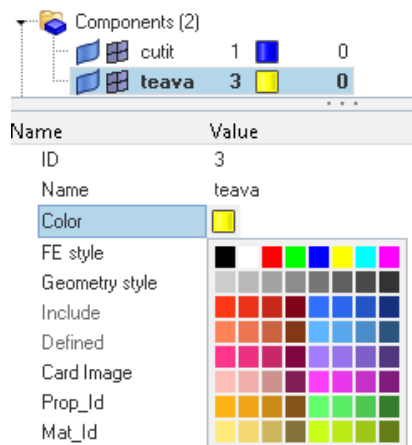 Components (2)
cutit 1 0
teava 3 0
Name Value
ID 3
Name teava
Color
FE style
Geometry style
Include
Defined
Card Image
Prop_Id
Mat_Id